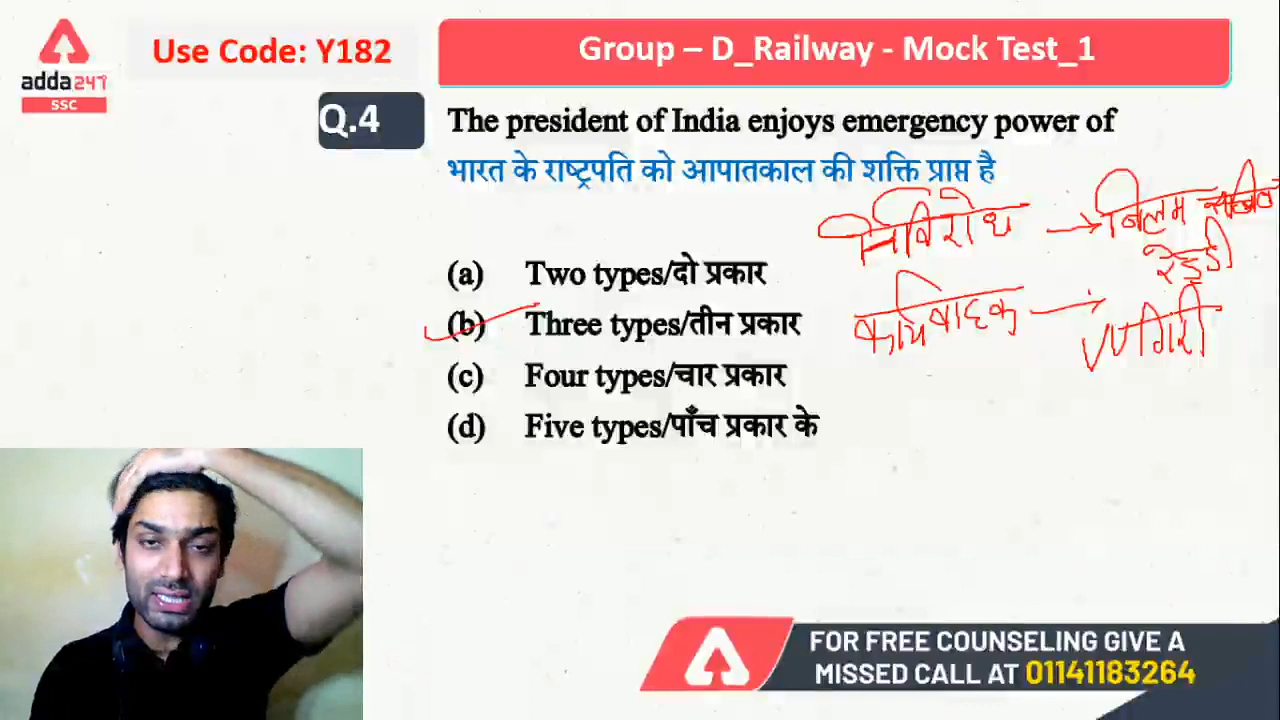 adda247
SSC
Use Code: Y182
Group – D_Railway - Mock Test_1
Q.4
The president of India enjoys emergency power of
भारत के राष्ट्रपति को आपातकाल की शक्ति प्राप्त है
(a) Two types/दो प्रकार
(b) Three types/तीन प्रकार
(c) Four types/चार प्रकार
(d) Five types/पाँच प्रकार के
निर्विरोध → निलम
रेड्डी
कार्यवाहक → VV गिरी
FOR FREE COUNSELING GIVE A
MISSED CALL AT 01141183264